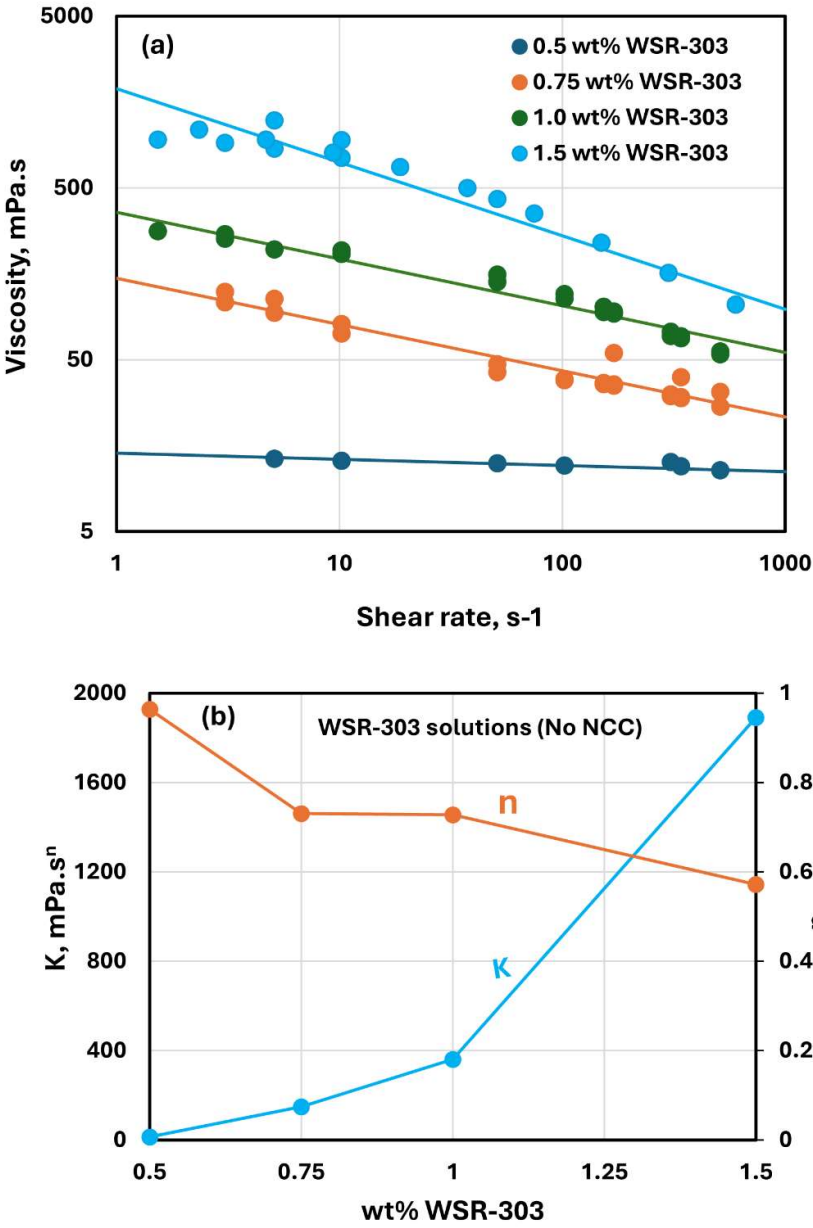 5000
(a)
0.5 wt% WSR-303
0.75 wt% WSR-303
1.0 wt% WSR-303
1.5 wt% WSR-303
500
50
5
Viscosity, mPa.s
1 10 100 1000
Shear rate, s-1
2000 1
(b) WSR-303 solutions (No NCC)
1600 0.8
n
1200 0.6
K, mPa.sⁿ
800 0.4
K
400 0.2
0 0
0.5 0.75 1 1.25 1.5
wt% WSR-303